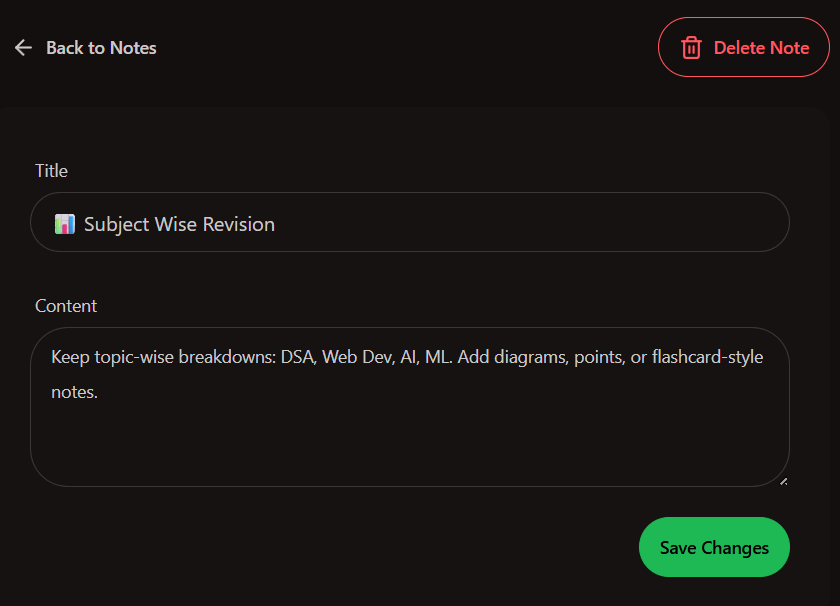 Back to Notes
Delete Note
Title
📊 Subject Wise Revision
Content
Keep topic-wise breakdowns: DSA, Web Dev, AI, ML. Add diagrams, points, or flashcard-style
notes.
Save Changes